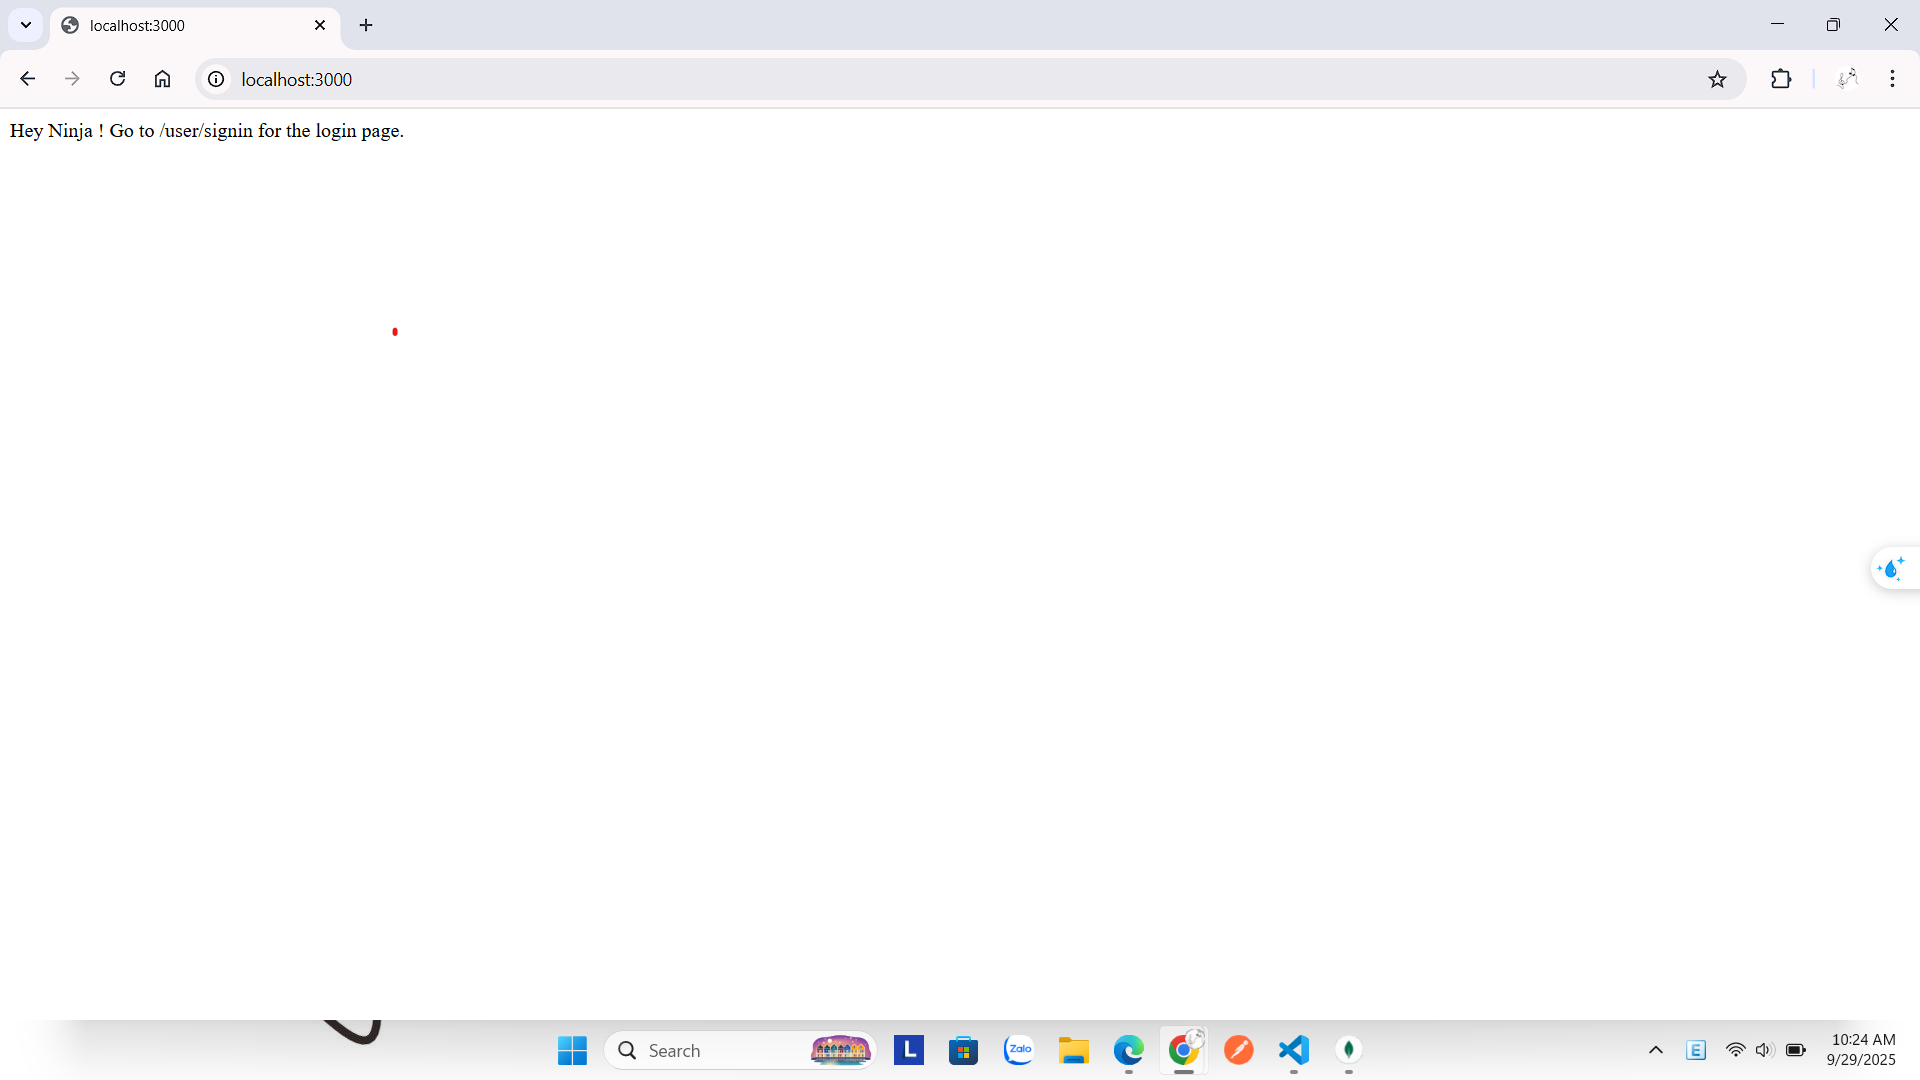 localhost:3000
localhost:3000
Hey Ninja ! Go to /user/signin for the login page.
Search
L
Zalo
E
10:24 AM
9/29/2025